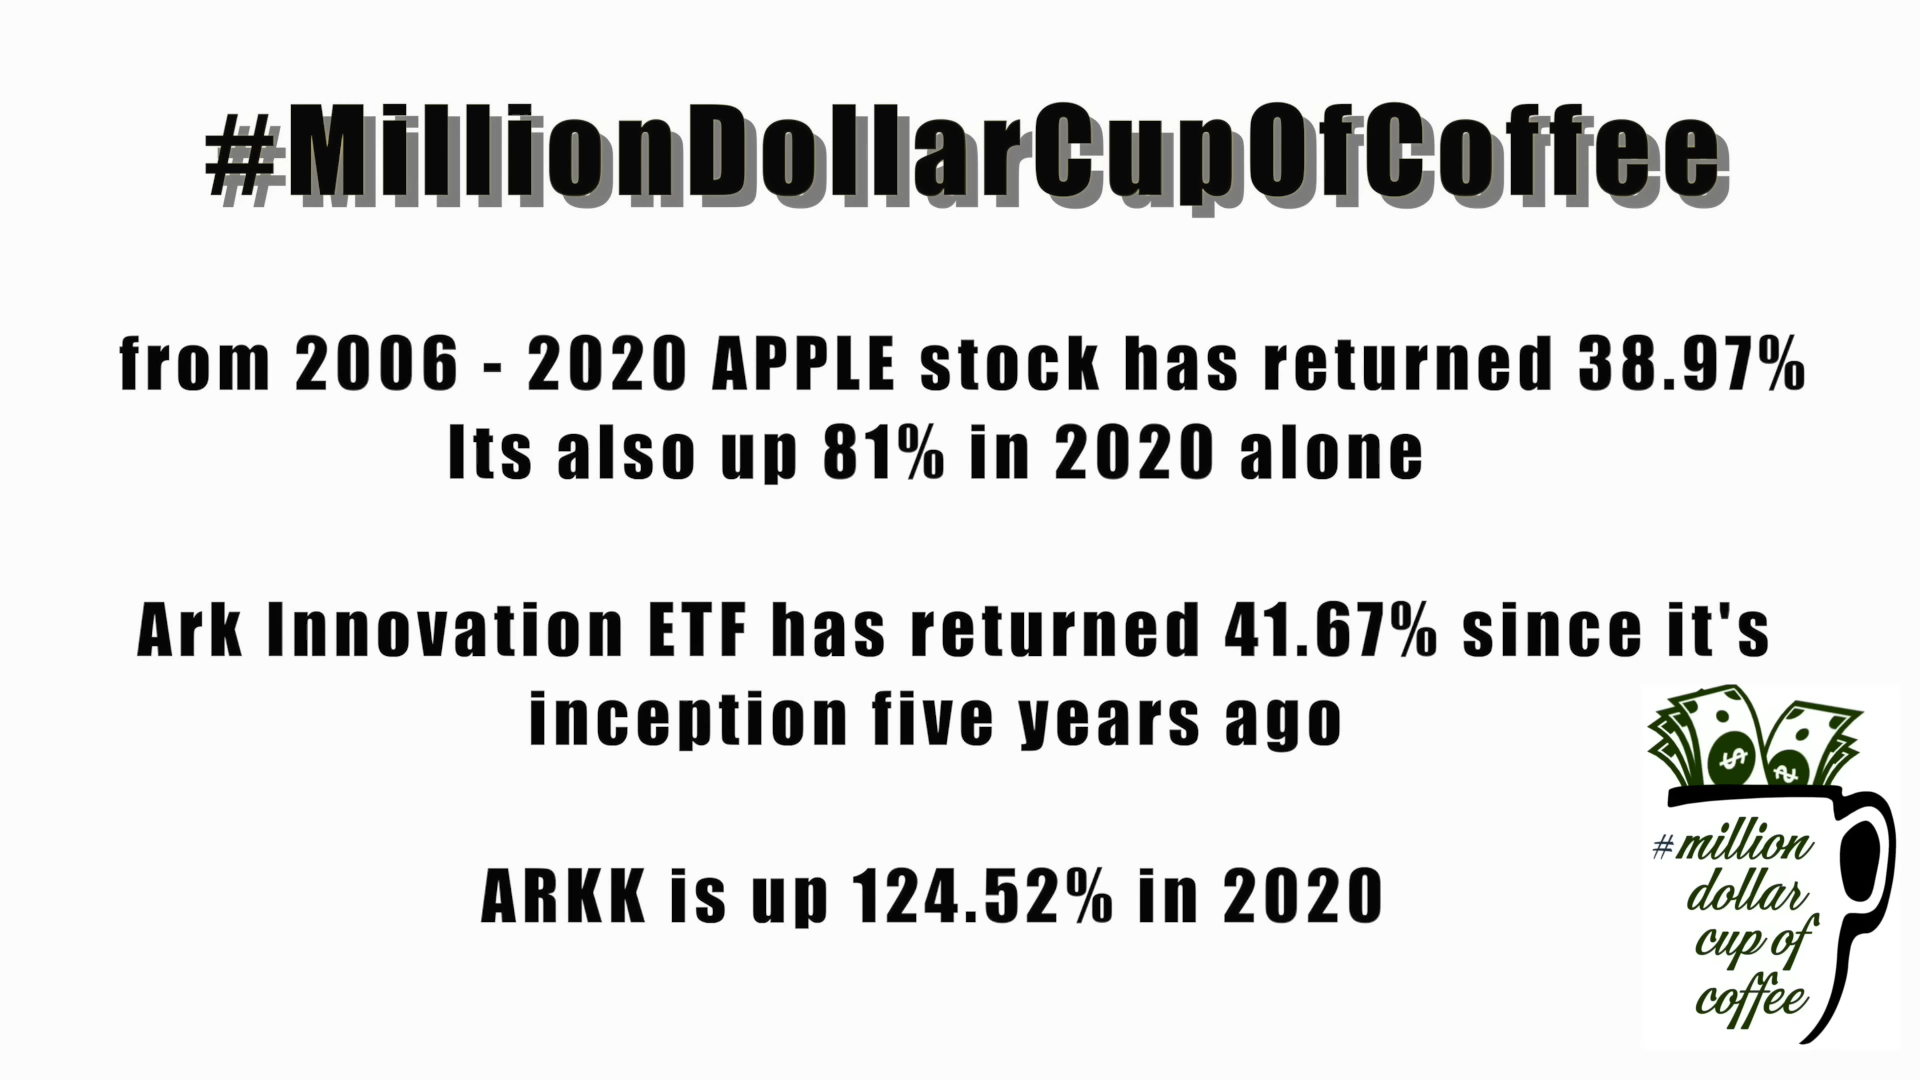 #MillionDollarCupOfCoffee
from 2006 - 2020 APPLE stock has returned 38.97%
Its also up 81% in 2020 alone
Ark Innovation ETF has returned 41.67% since it's
inception five years ago
ARKK is up 124.52% in 2020
#million
dollar
cup of
coffee